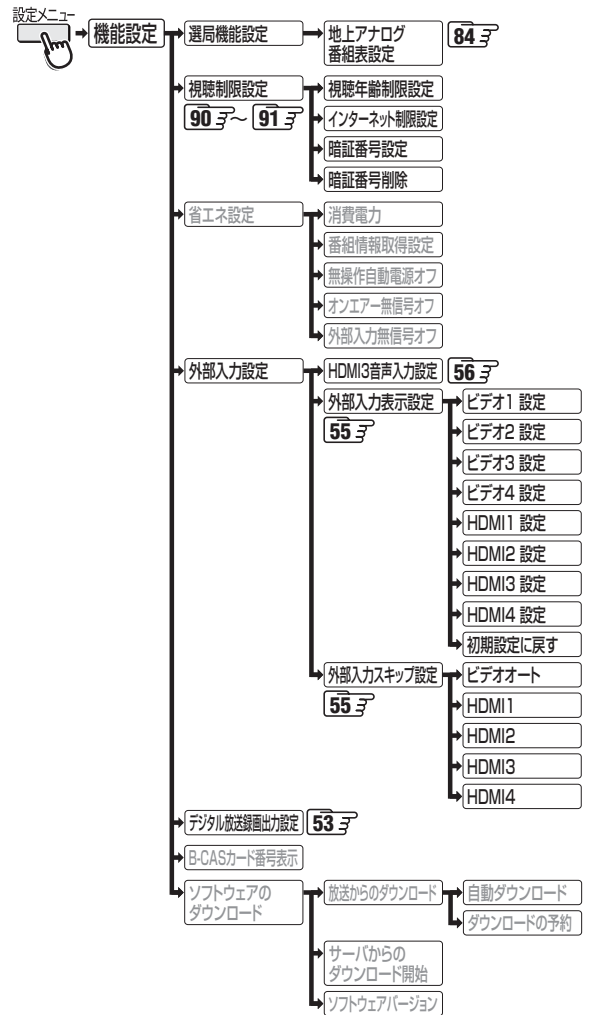 設定メニュー
機能設定
選局機能設定
地上アナログ
番組表設定
84
視聴制限設定
90 ～ 91
視聴年齢制限設定
インターネット制限設定
暗証番号設定
暗証番号削除
省エネ設定
消費電力
番組情報取得設定
無操作自動電源オフ
オンエアー無信号オフ
外部入力無信号オフ
外部入力設定
HDMI3音声入力設定
56
外部入力表示設定
55
ビデオ1 設定
ビデオ2 設定
ビデオ3 設定
ビデオ4 設定
HDMI1 設定
HDMI2 設定
HDMI3 設定
HDMI4 設定
初期設定に戻す
外部入力スキップ設定
55
ビデオオート
HDMI1
HDMI2
HDMI3
HDMI4
デジタル放送録画出力設定
53
B-CASカード番号表示
ソフトウェアの
ダウンロード
放送からのダウンロード
自動ダウンロード
ダウンロードの予約
サーバからの
ダウンロード開始
ソフトウェアバージョン